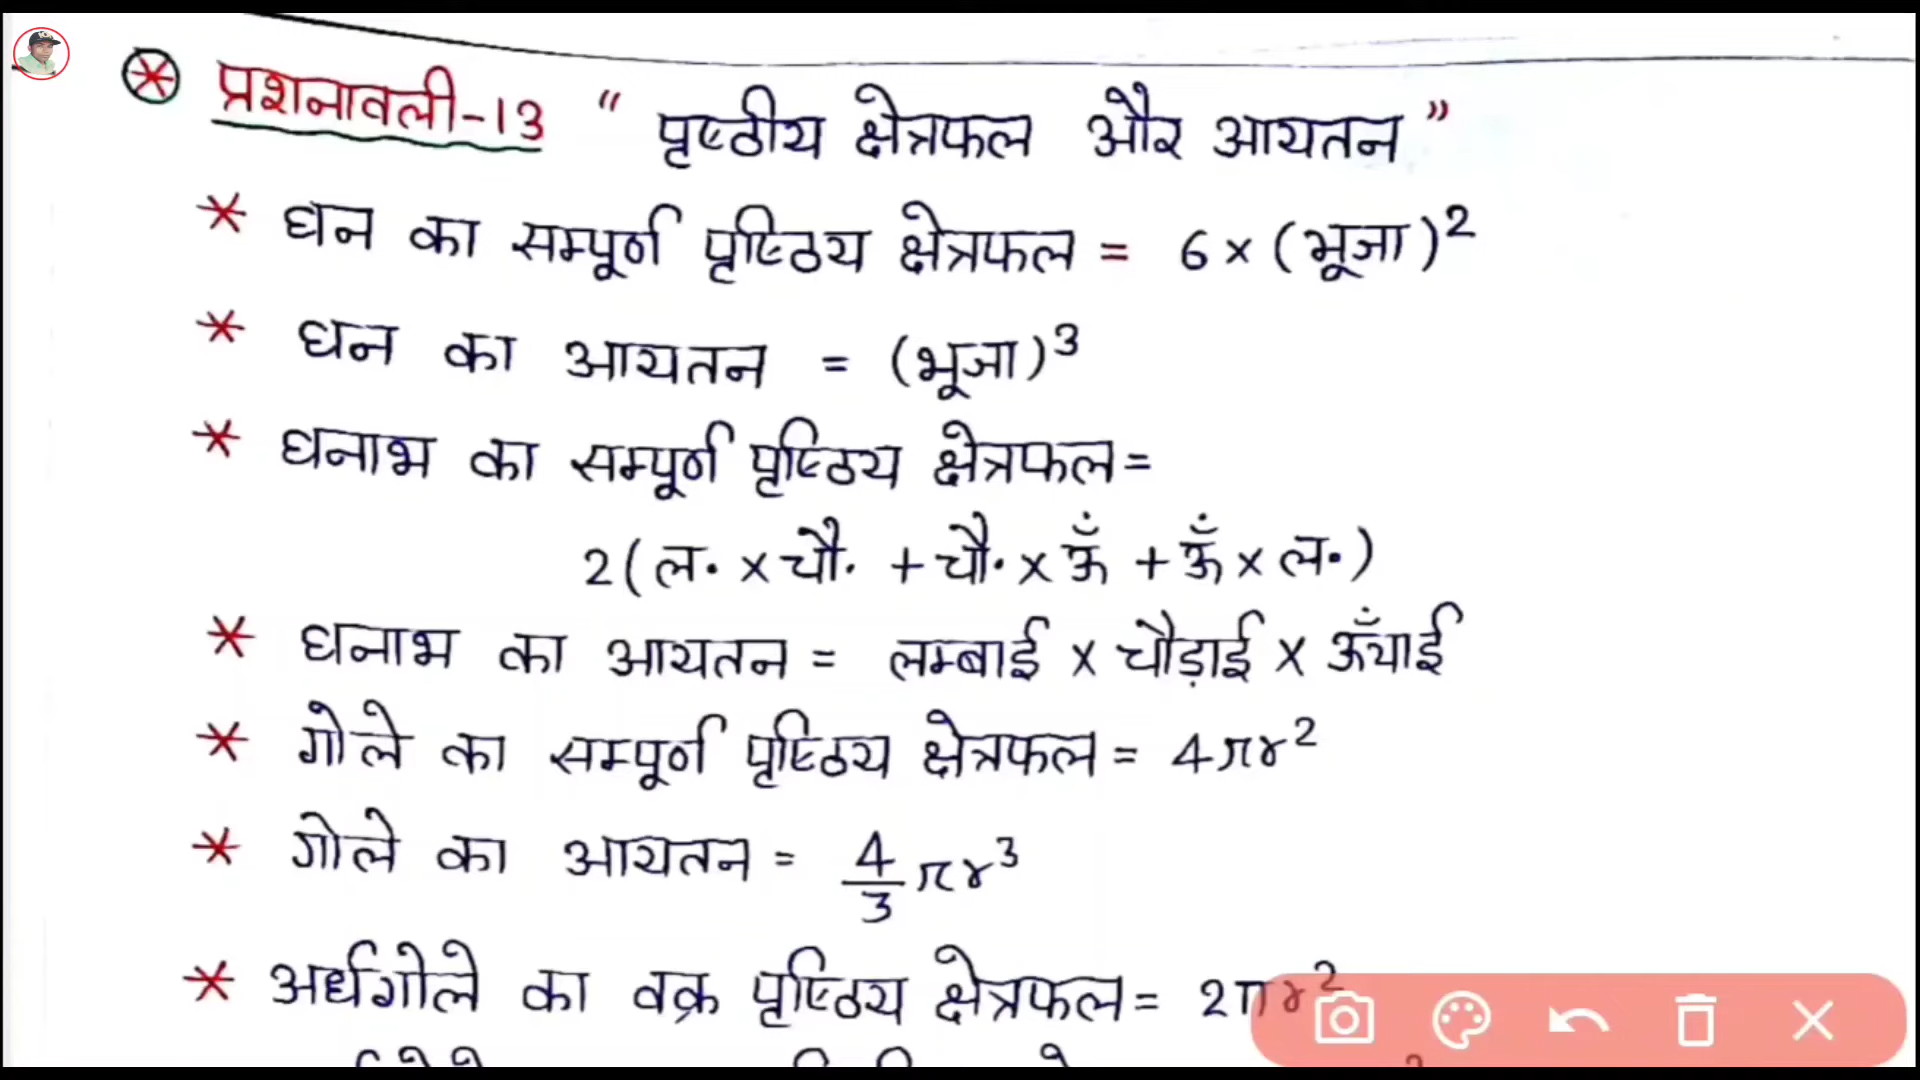 प्रशनावली-13 " पृष्ठीय क्षेत्रफल और आयतन "
* घन का सम्पूर्ण पृष्ठिय क्षेत्रफल = 6 × (भूजा)²
* घन का आयतन = (भूजा)³
* घनाभ का सम्पूर्ण पृष्ठिय क्षेत्रफल =
2(ल. × चौ. + चौ. × ऊँ + ऊँ × ल.)
* घनाभ का आयतन = लम्बाई × चौड़ाई × ऊँचाई
* गोले का सम्पूर्ण पृष्ठिय क्षेत्रफल = 4πr²
* गोले का आयतन = 4/3 πr³
* अर्धगोले का वक्र पृष्ठिय क्षेत्रफल = 2πr²